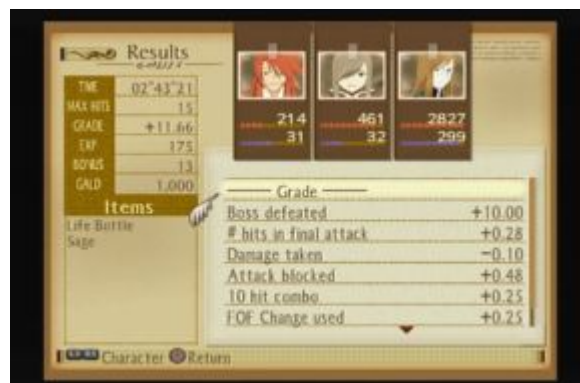 Results
TIME 02"43"21
MAX HITS 15
GRADE +11.66
EXP 175
BONUS 13
GALD 1,000
Items
Life Bottle
Sage
214
31
461
32
2827
299
Grade
Boss defeated +10.00
# hits in final attack +0.28
Damage taken -0.10
Attack blocked +0.48
10 hit combo +0.25
FOF Change used +0.25
Character Return